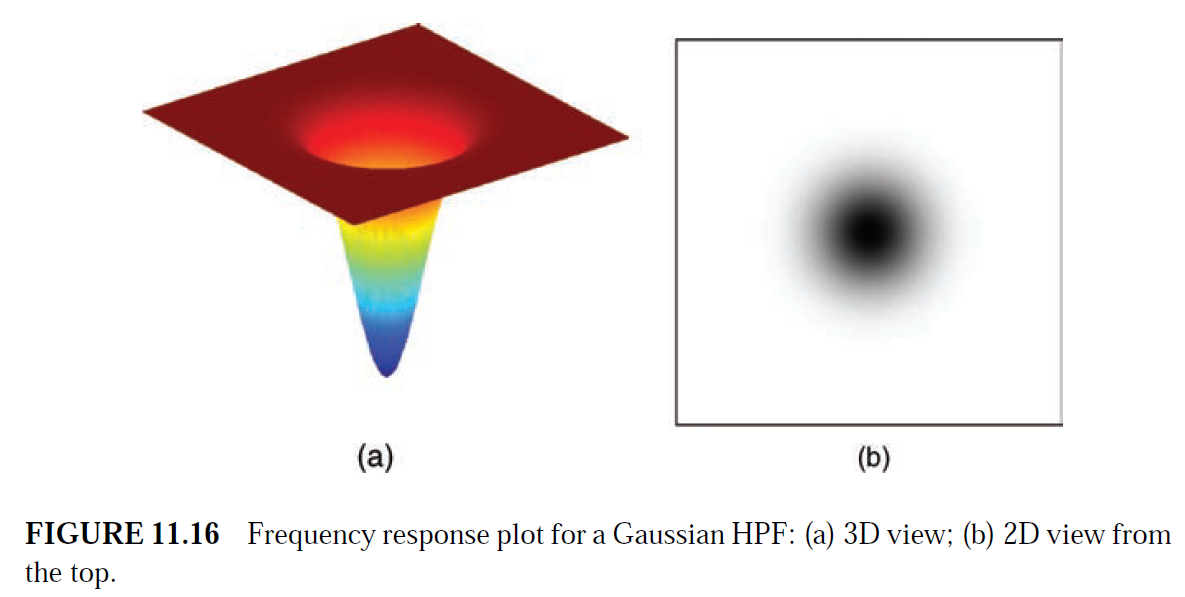 (a)
(b)
FIGURE 11.16 Frequency response plot for a Gaussian HPF: (a) 3D view; (b) 2D view from
the top.